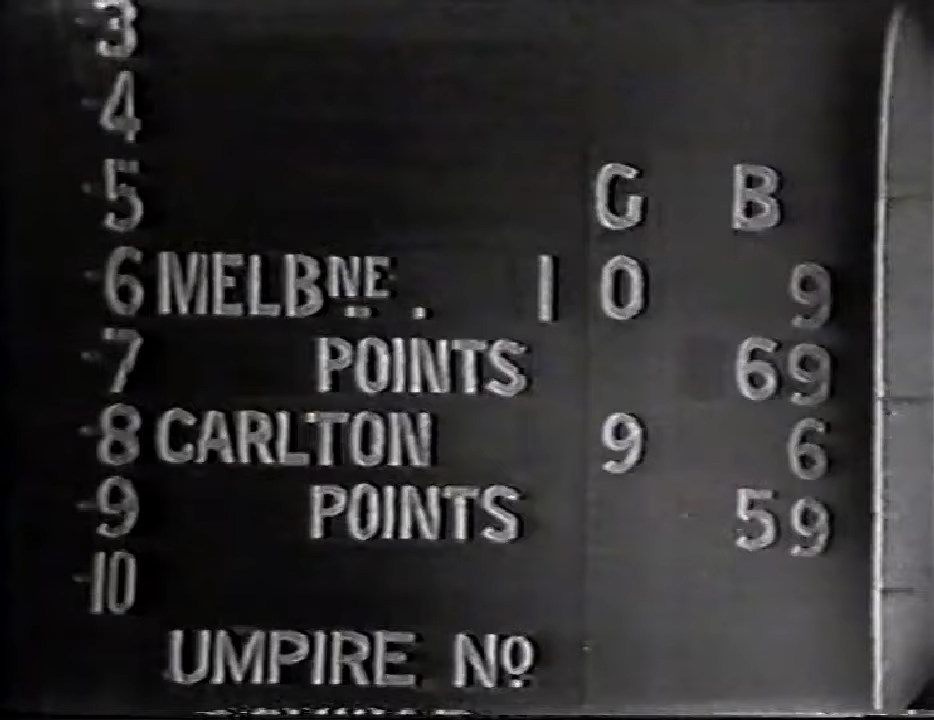 3
4
5 G B
6 MELBNE. 10 9
7 POINTS 69
8 CARLTON 9 6
9 POINTS 59
10
UMPIRE Nº